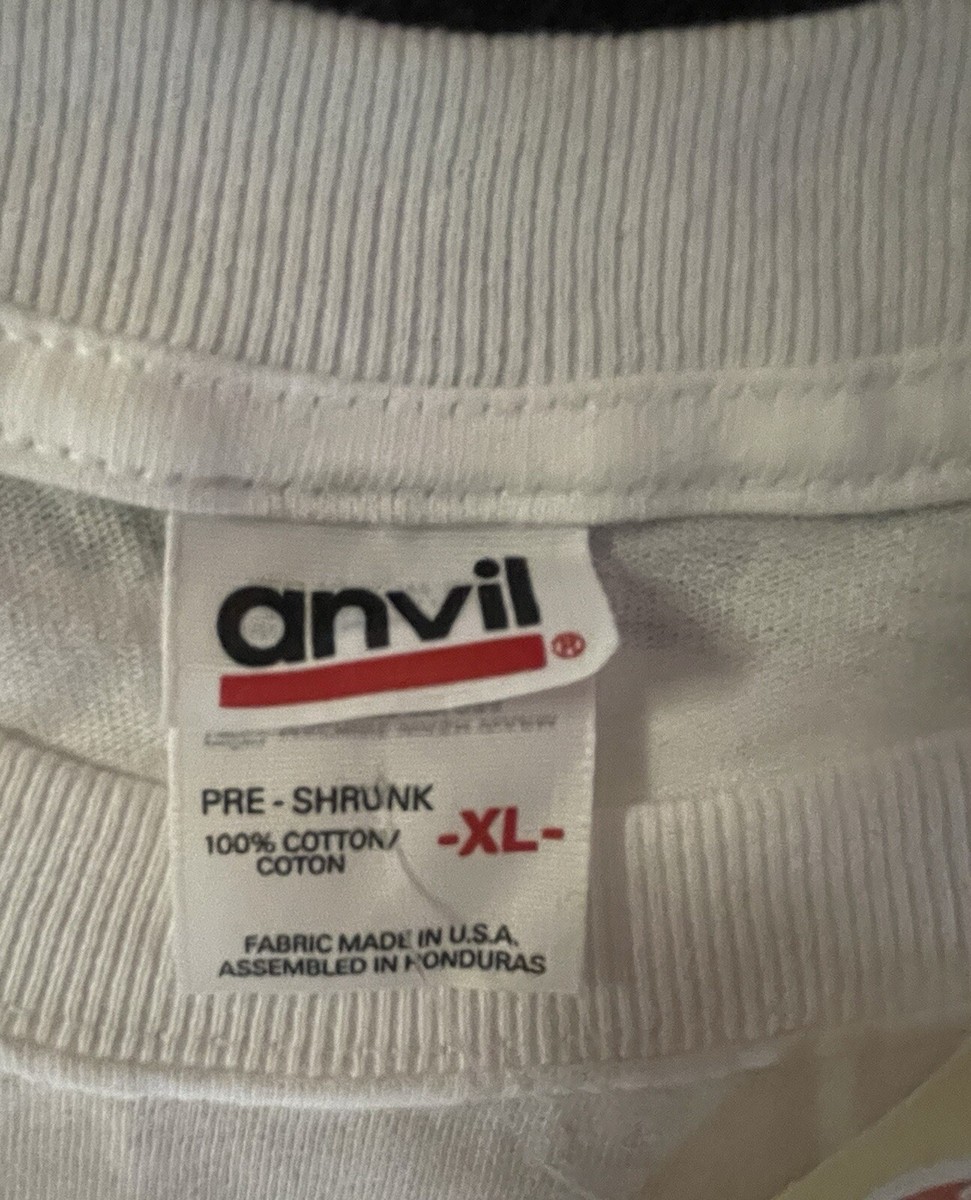 anvil
®
PRE - SHRUNK
100% COTTON/
COTON
-XL-
FABRIC MADE IN U.S.A.
ASSEMBLED IN HONDURAS